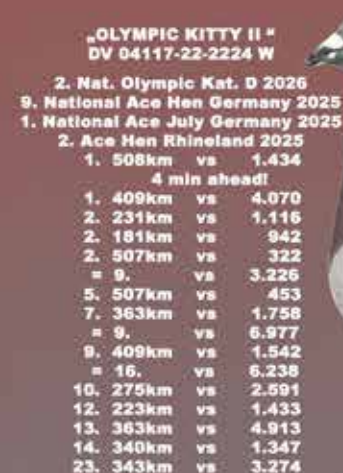 „OLYMPIC KITTY II “
DV 04117-22-2224 W
2. Nat. Olympic Kat. D 2026
9. National Ace Hen Germany 2025
1. National Ace July Germany 2025
2. Ace Hen Rhineland 2025
1. 508km vs 1.434
4 min ahead!
1. 409km vs 4.070
2. 231km vs 1.116
2. 181km vs 942
2. 507km vs 322
= 9. vs 3.226
5. 507km vs 453
7. 363km vs 1.758
= 9. vs 6.977
9. 409km vs 1.542
= 16. vs 6.238
10. 275km vs 2.591
12. 223km vs 1.433
13. 363km vs 4.913
14. 340km vs 1.347
23. 343km vs 3.274